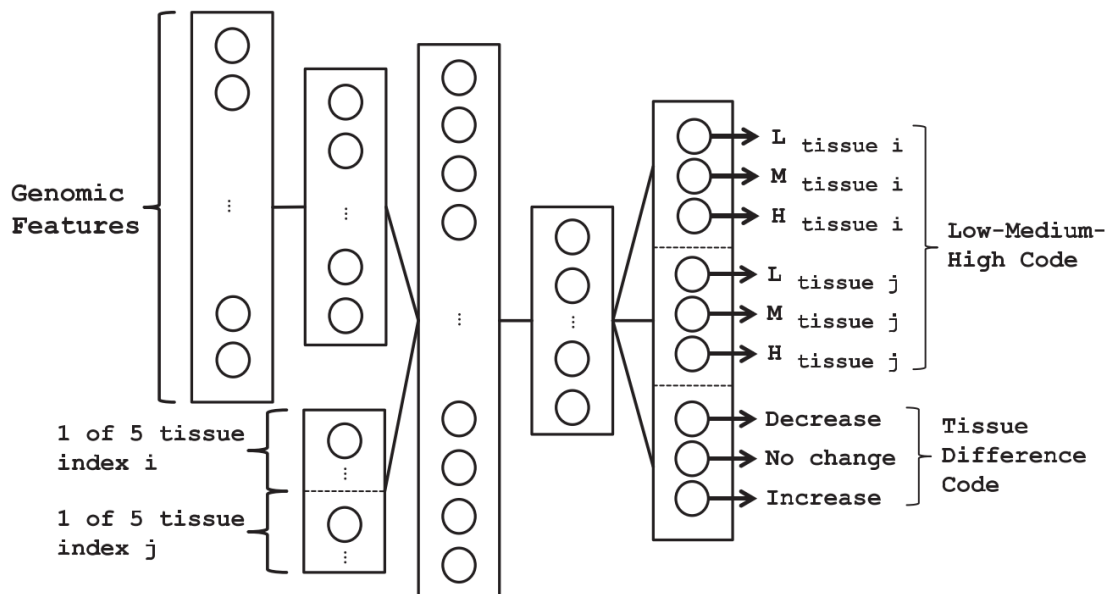 Genomic
Features
1 of 5 tissue
index i
1 of 5 tissue
index j
L tissue i
M tissue i
H tissue i
L tissue j
M tissue j
H tissue j
Low-Medium-
High Code
Decrease
No change
Increase
Tissue
Difference
Code